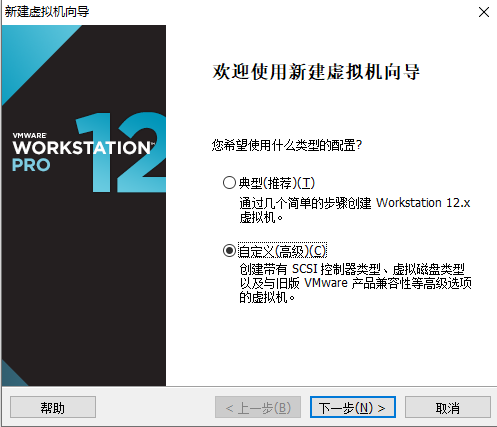 新建虚拟机向导
VMWARE
WORKSTATION™
PRO
12
欢迎使用新建虚拟机向导
您希望使用什么类型的配置?
典型(推荐)(T)
通过几个简单的步骤创建 Workstation 12.x
虚拟机。
自定义(高级)(C)
创建带有 SCSI 控制器类型、虚拟磁盘类型
以及与旧版 VMware 产品兼容性等高级选项
的虚拟机。
帮助
< 上一步(B)
下一步(N) >
取消